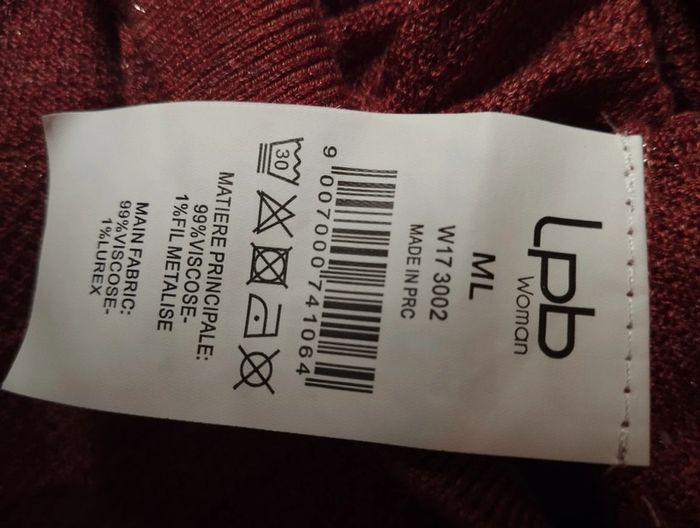 Lpb
Woman
ML
W17 3002
MADE IN PRC
9 007000 741064
30
MATIERE PRINCIPALE:
99%VISCOSE-
1%FIL METALISE
MAIN FABRIC:
99%VISCOSE-
1%LUREX